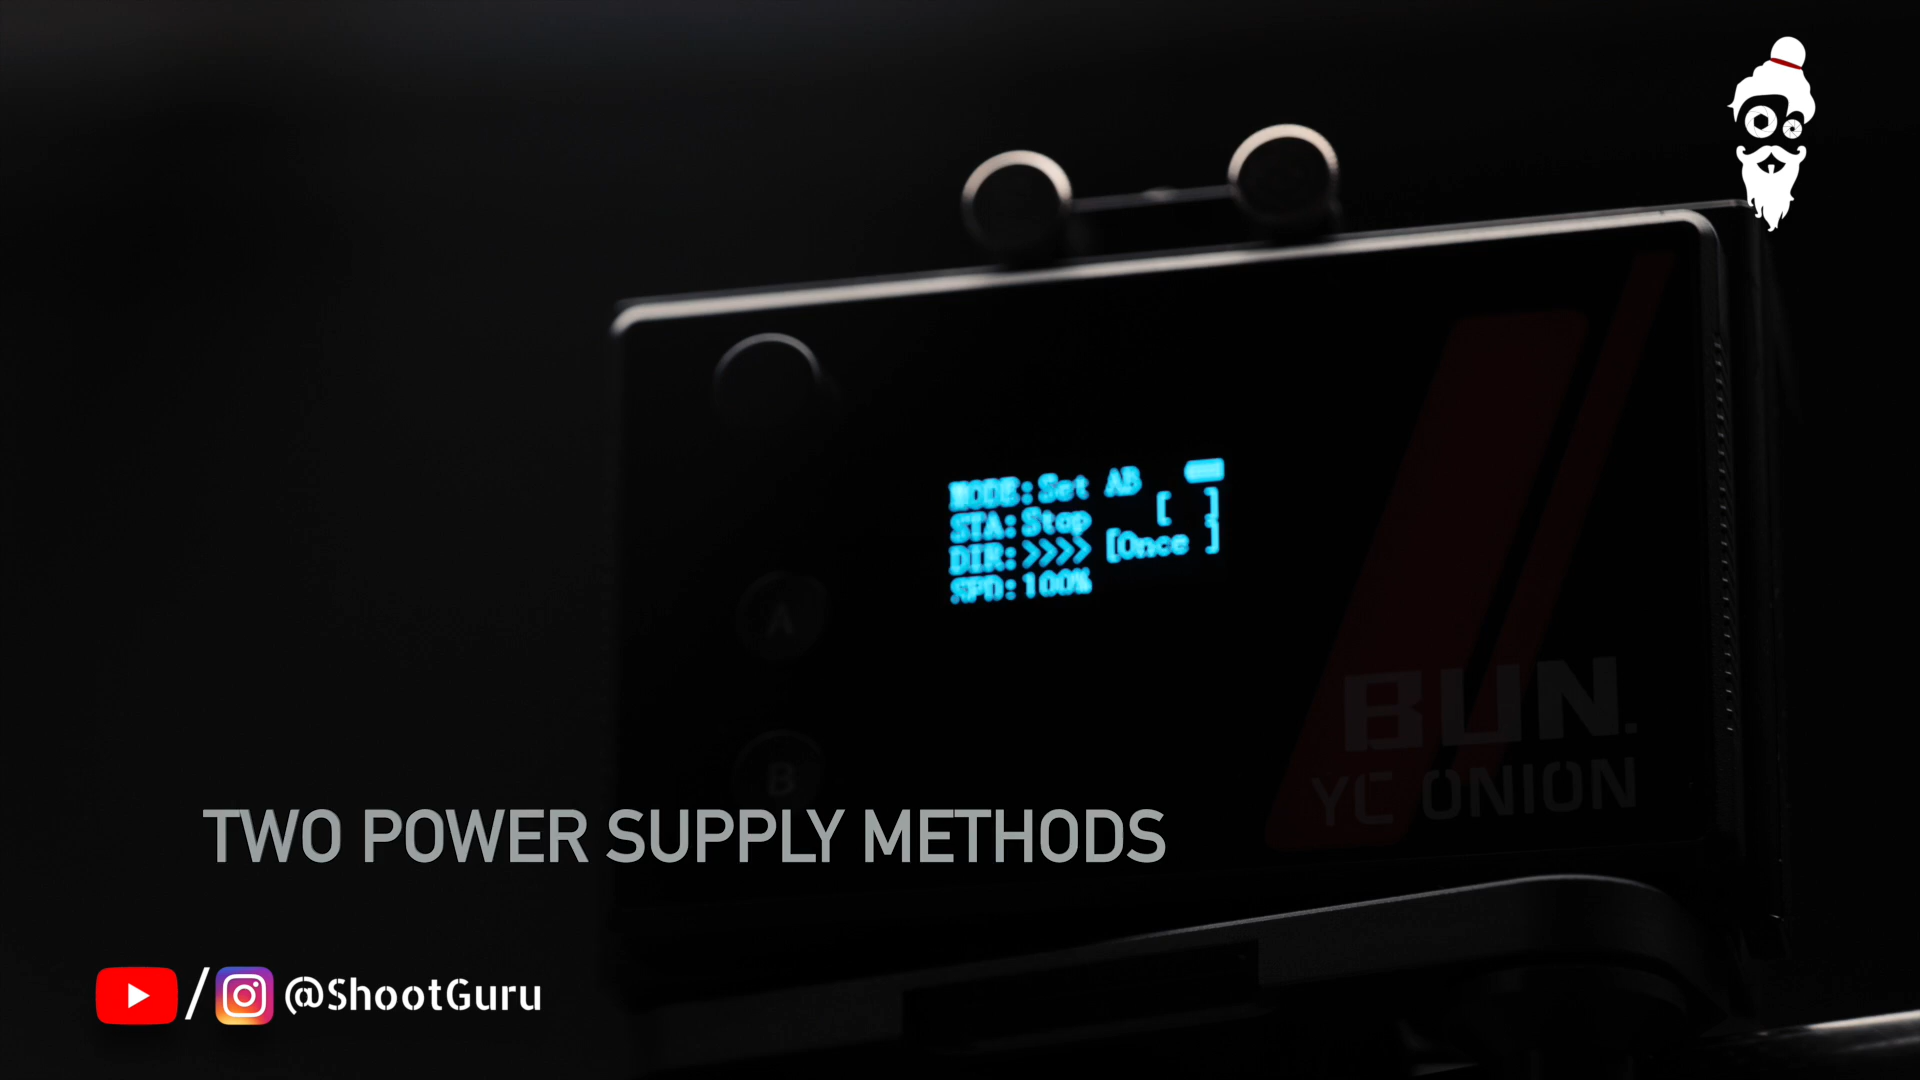 MODE:Set AB
STA:Stop [ ]
DIR:>>>> [Once ]
SPD:100%
A
B
BUN.
YC ONION
TWO POWER SUPPLY METHODS
/ @ShootGuru